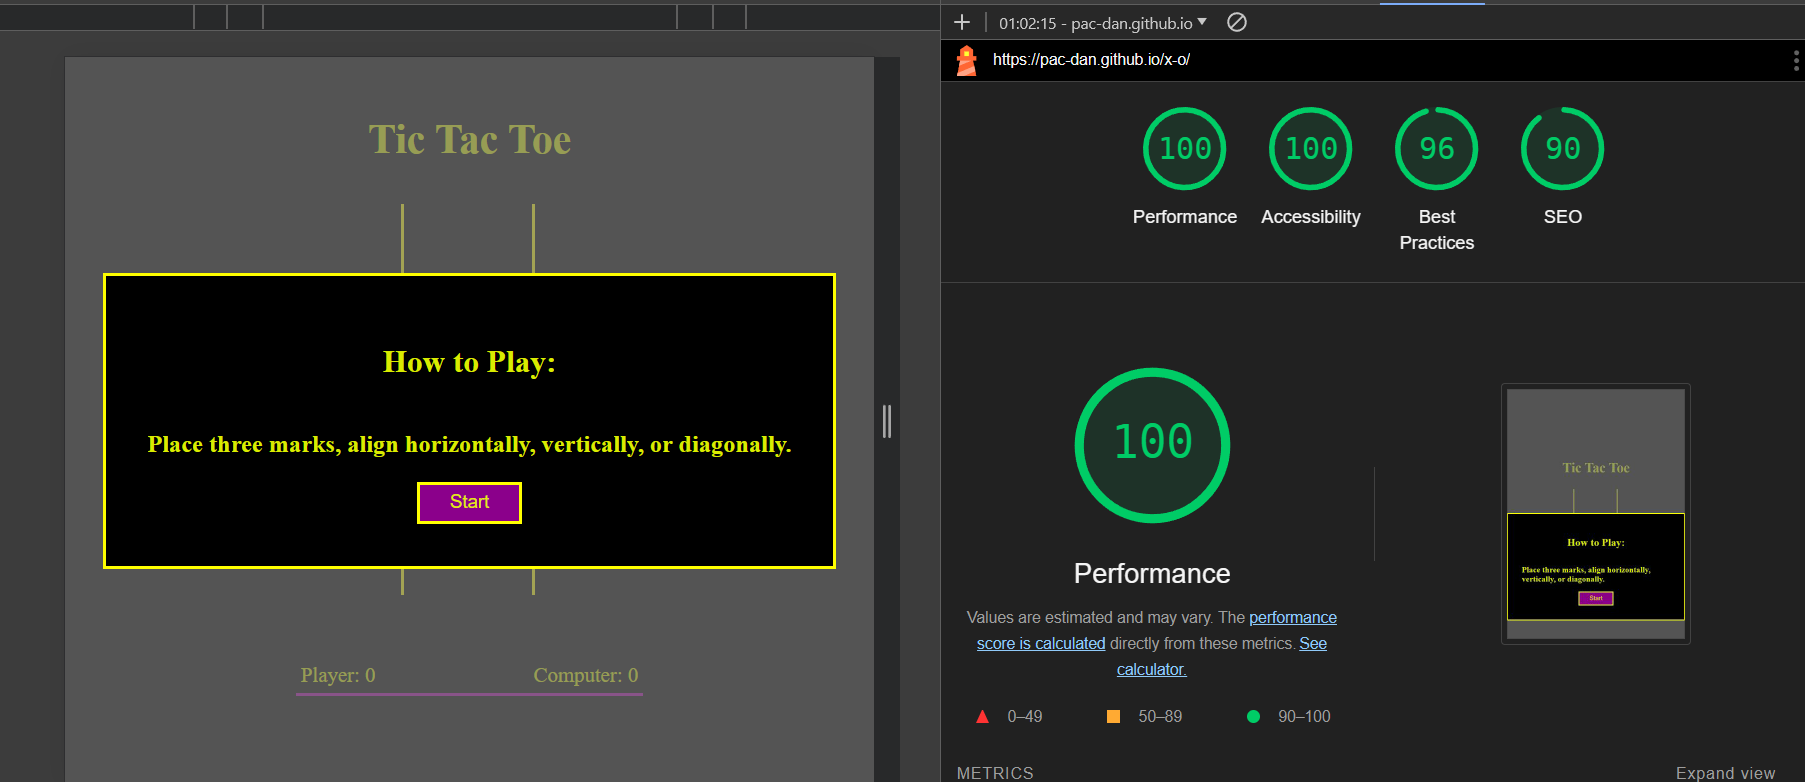 Tic Tac Toe
How to Play:
Place three marks, align horizontally, vertically, or diagonally.
Start
Player: 0
Computer: 0
01:02:15 - pac-dan.github.io
https://pac-dan.github.io/x-o/
100
100
96
90
Performance
Accessibility
Best
Practices
SEO
100
Performance
Values are estimated and may vary. The performance
score is calculated directly from these metrics. See
calculator.
0–49
50–89
90–100
Tic Tac Toe
How to Play:
Place three marks, align horizontally,
vertically, or diagonally.
Start
METRICS
Expand view